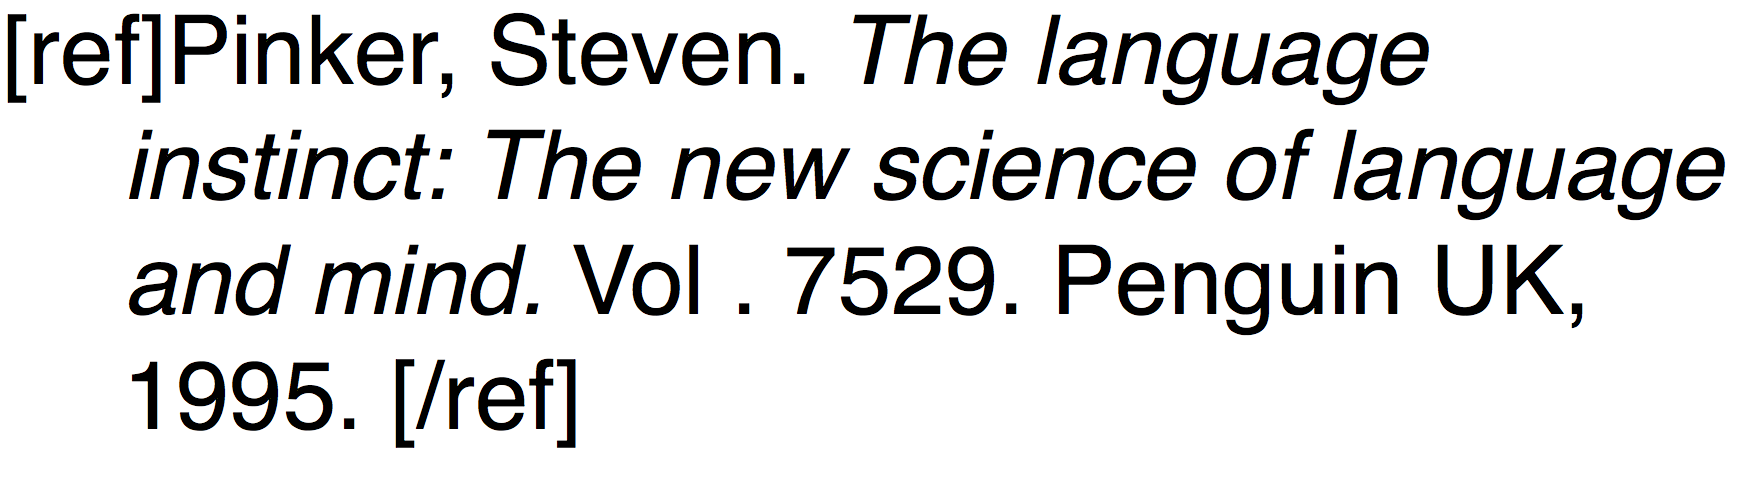 [ref]Pinker, Steven. The language
instinct: The new science of language
and mind. Vol . 7529. Penguin UK,
1995. [/ref]